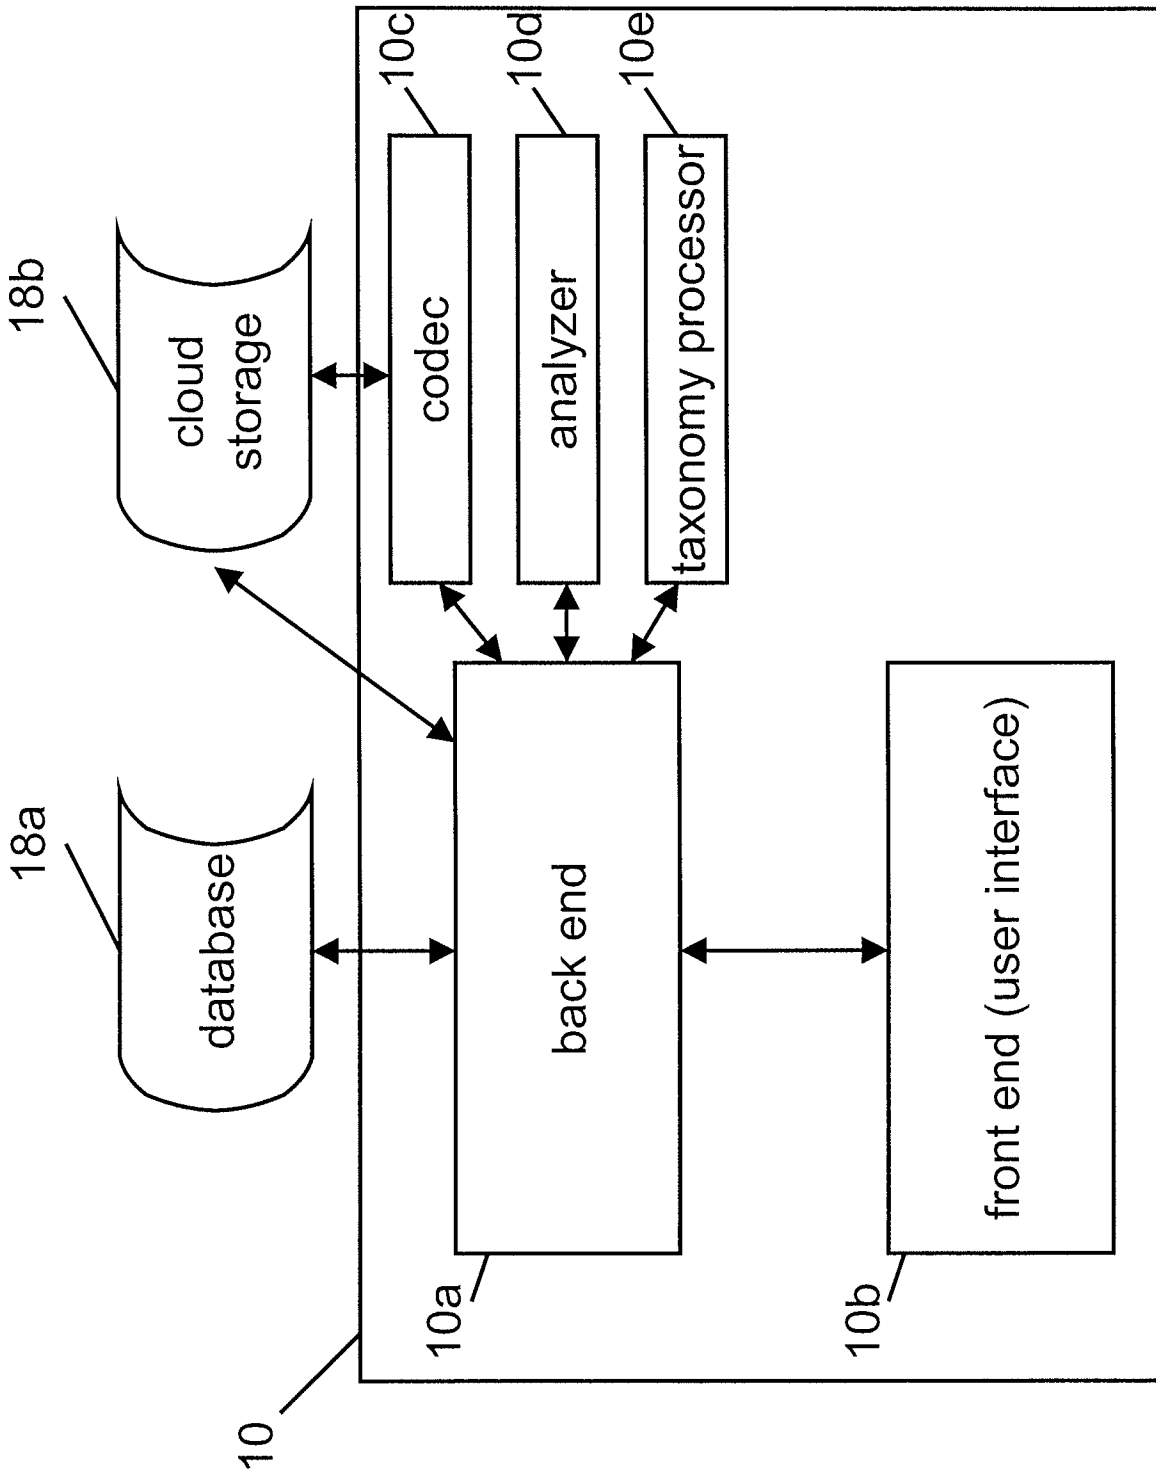 18a
18b
database
cloud
storage
10
10a
back end
codec
10c
analyzer
10d
taxonomy processor
10e
10b
front end (user interface)